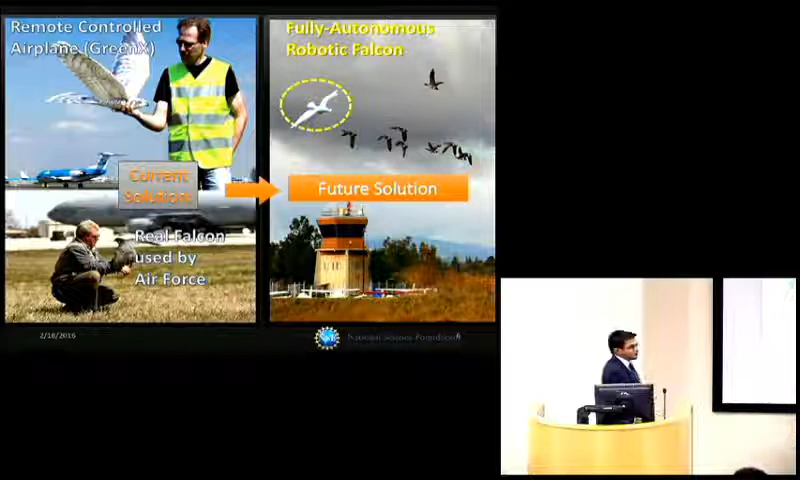 Remote Controlled
Airplane (GreenX)
Current
Solution:
Real Falcon
used by
Air Force
Fully-Autonomous
Robotic Falcon
Future Solution
2/18/2016
National Science Foundation